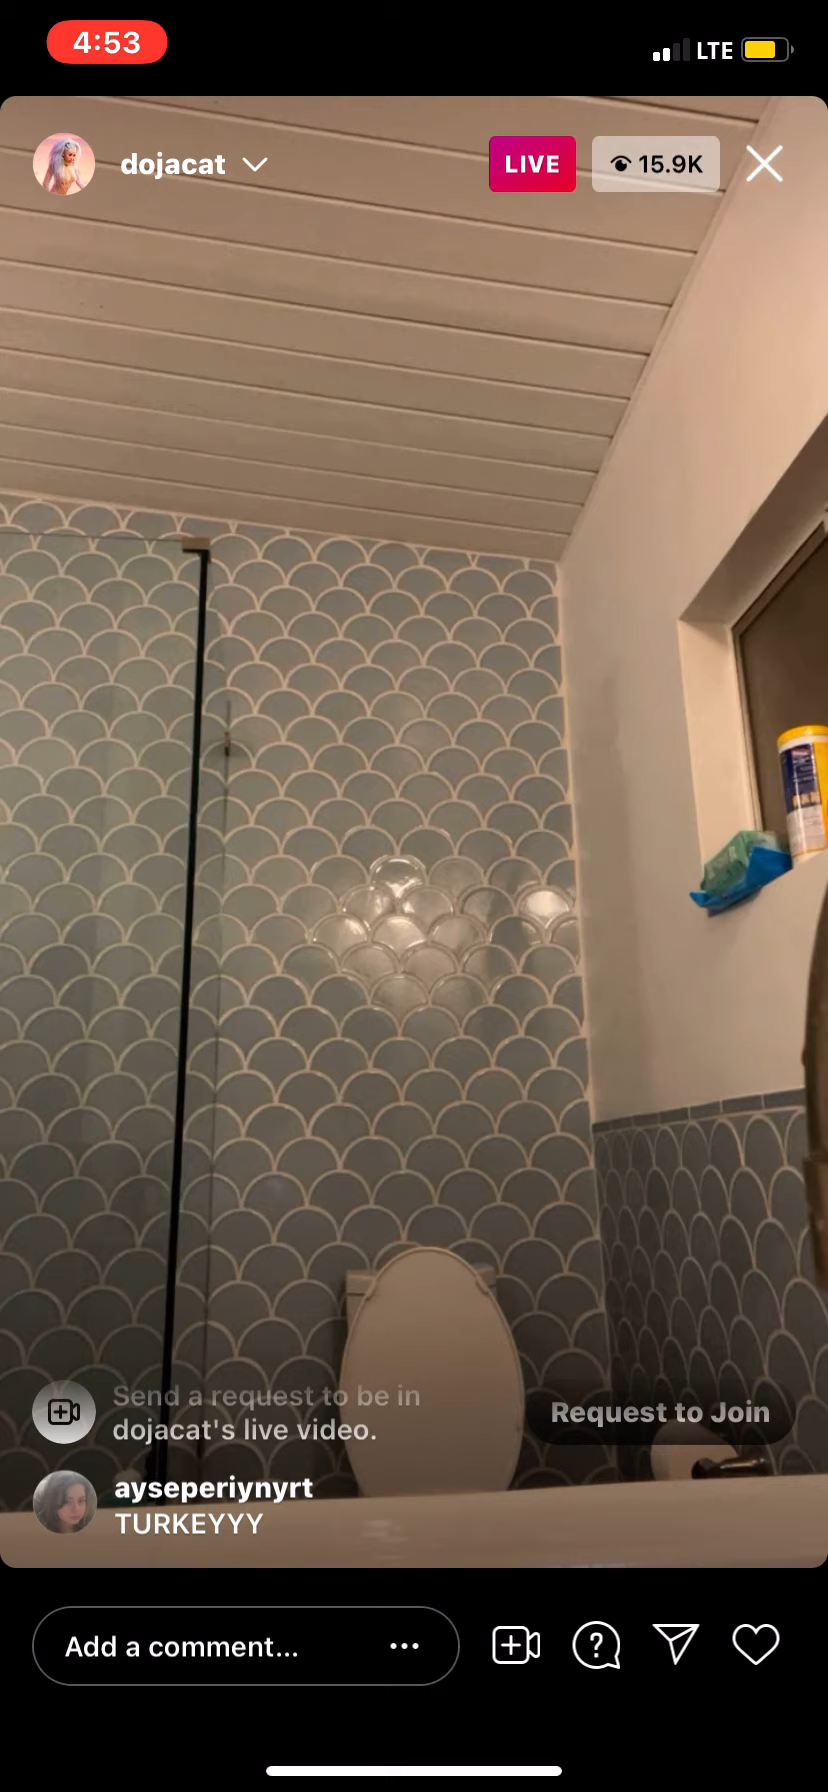 4:53
LTE
dojacat
LIVE
15.9K
Send a request to be in
dojacat's live video.
Request to Join
ayseperiynyrt
TURKEYYY
Add a comment...